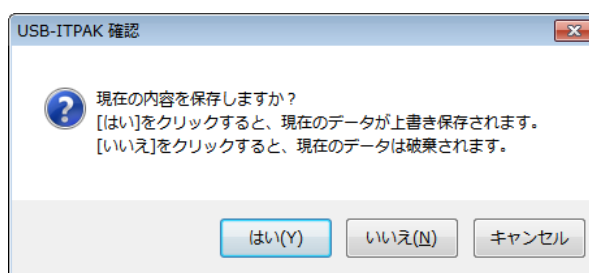 USB-ITPAK 確認
現在の内容を保存しますか？
[はい]をクリックすると、現在のデータが上書き保存されます。
[いいえ]をクリックすると、現在のデータは破棄されます。
はい(Y)
いいえ(N)
キャンセル